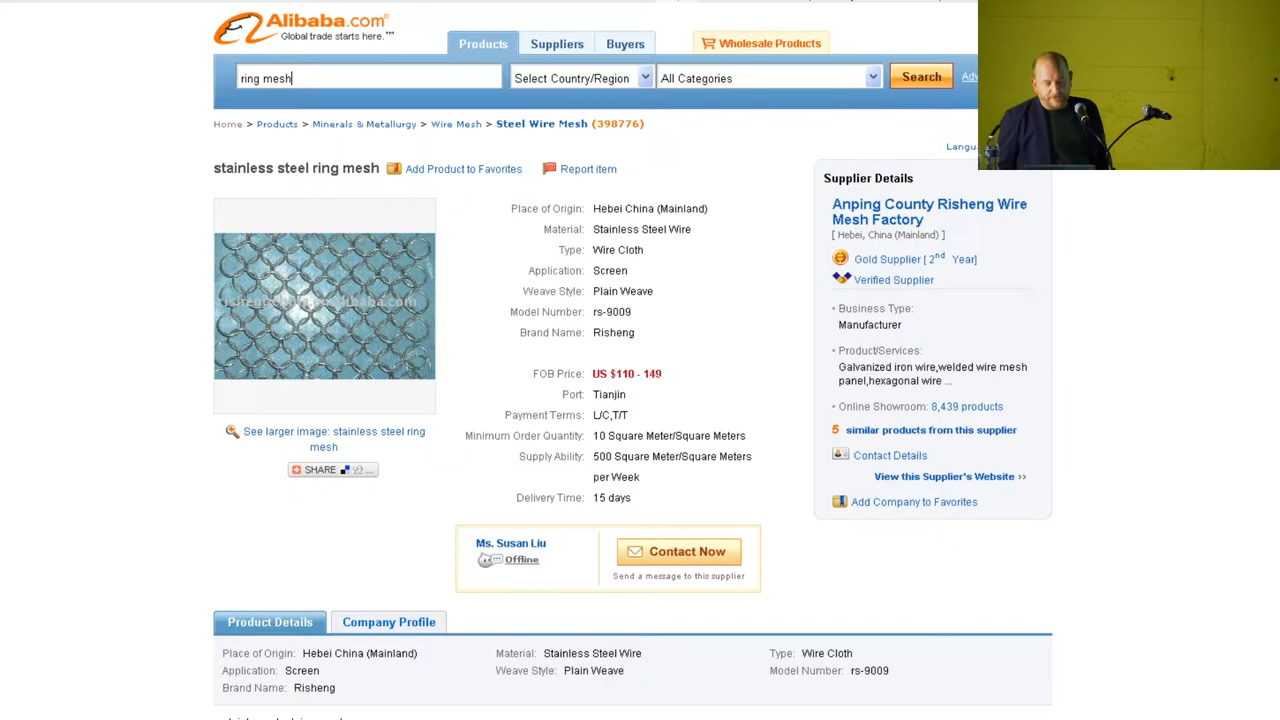 Alibaba.com®
Global trade starts here.™
Products
Suppliers
Buyers
Wholesale Products
ring mesh
Select Country/Region
All Categories
Search
Home > Products > Minerals & Metallurgy > Wire Mesh > Steel Wire Mesh (398776)
stainless steel ring mesh
Add Product to Favorites
Report item
See larger image: stainless steel ring
mesh
SHARE
...
Place of Origin: Hebei China (Mainland)
Material: Stainless Steel Wire
Type: Wire Cloth
Application: Screen
Weave Style: Plain Weave
Model Number: rs-9009
Brand Name: Risheng
FOB Price: US $110 - 149
Port: Tianjin
Payment Terms: L/C,T/T
Minimum Order Quantity: 10 Square Meter/Square Meters
Supply Ability: 500 Square Meter/Square Meters
per Week
Delivery Time: 15 days
Ms. Susan Liu
Offline
Contact Now
Send a message to this supplier
Supplier Details
Anping County Risheng Wire
Mesh Factory
[ Hebei, China (Mainland) ]
Gold Supplier [ 2nd Year]
Verified Supplier
• Business Type:
Manufacturer
• Product/Services:
Galvanized iron wire,welded wire mesh
panel,hexagonal wire ...
• Online Showroom: 8,439 products
5 similar products from this supplier
Contact Details
View this Supplier's Website >>
Add Company to Favorites
Product Details
Company Profile
Place of Origin: Hebei China (Mainland)
Material: Stainless Steel Wire
Type: Wire Cloth
Application: Screen
Weave Style: Plain Weave
Model Number: rs-9009
Brand Name: Risheng